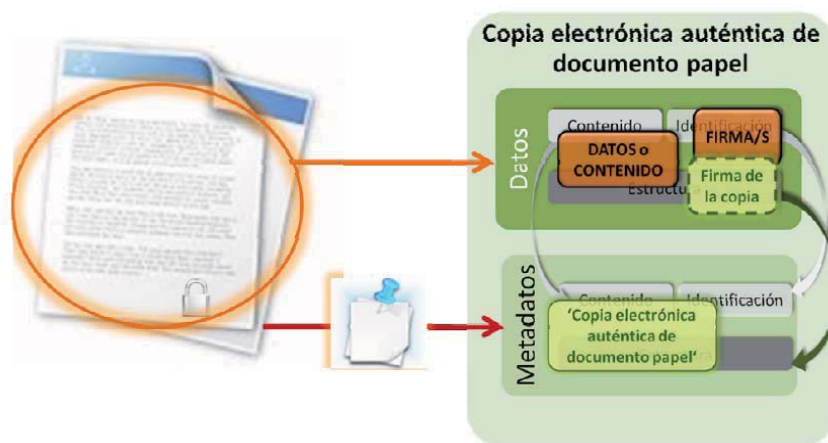 Copia electrónica auténtica de
documento papel
Datos
Contenido
Identificación
DATOS o
CONTENIDO
FIRMA/S
Estructura
Firma de
la copia
Metadatos
Contenido
Identificación
‘Copia electrónica
auténtica de
documento papel‘